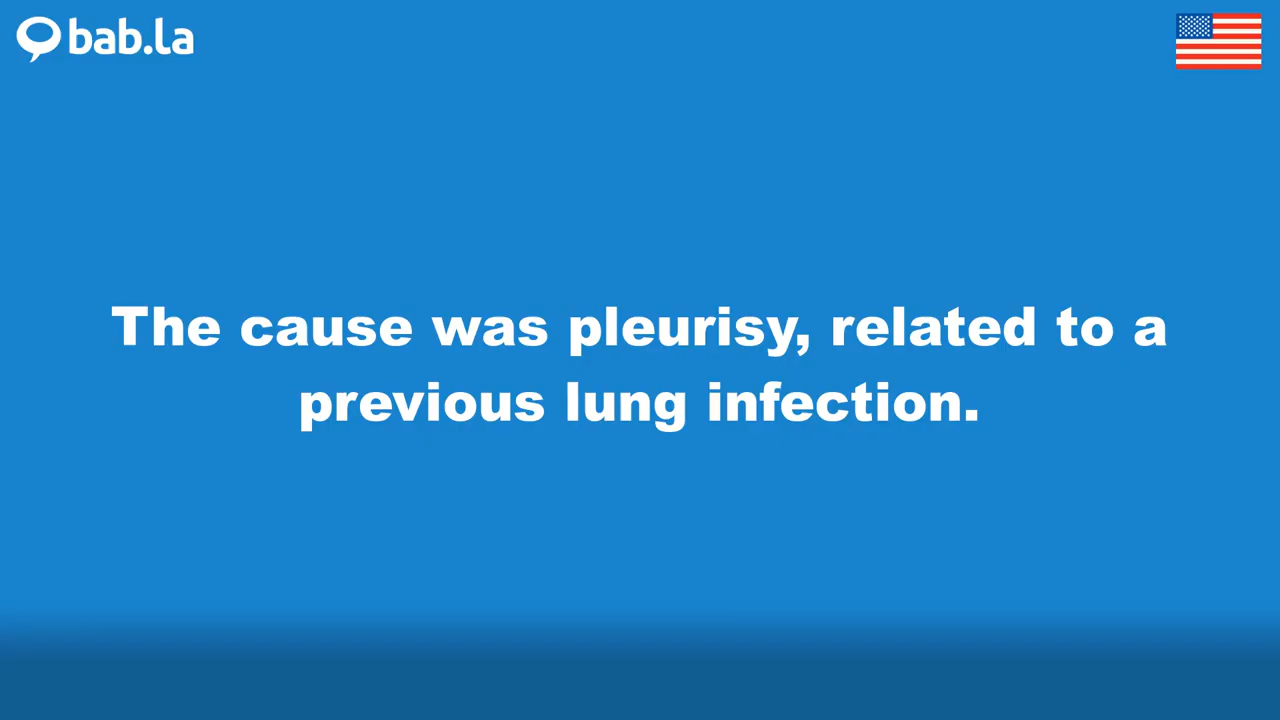 bab.la
The cause was pleurisy, related to a
previous lung infection.